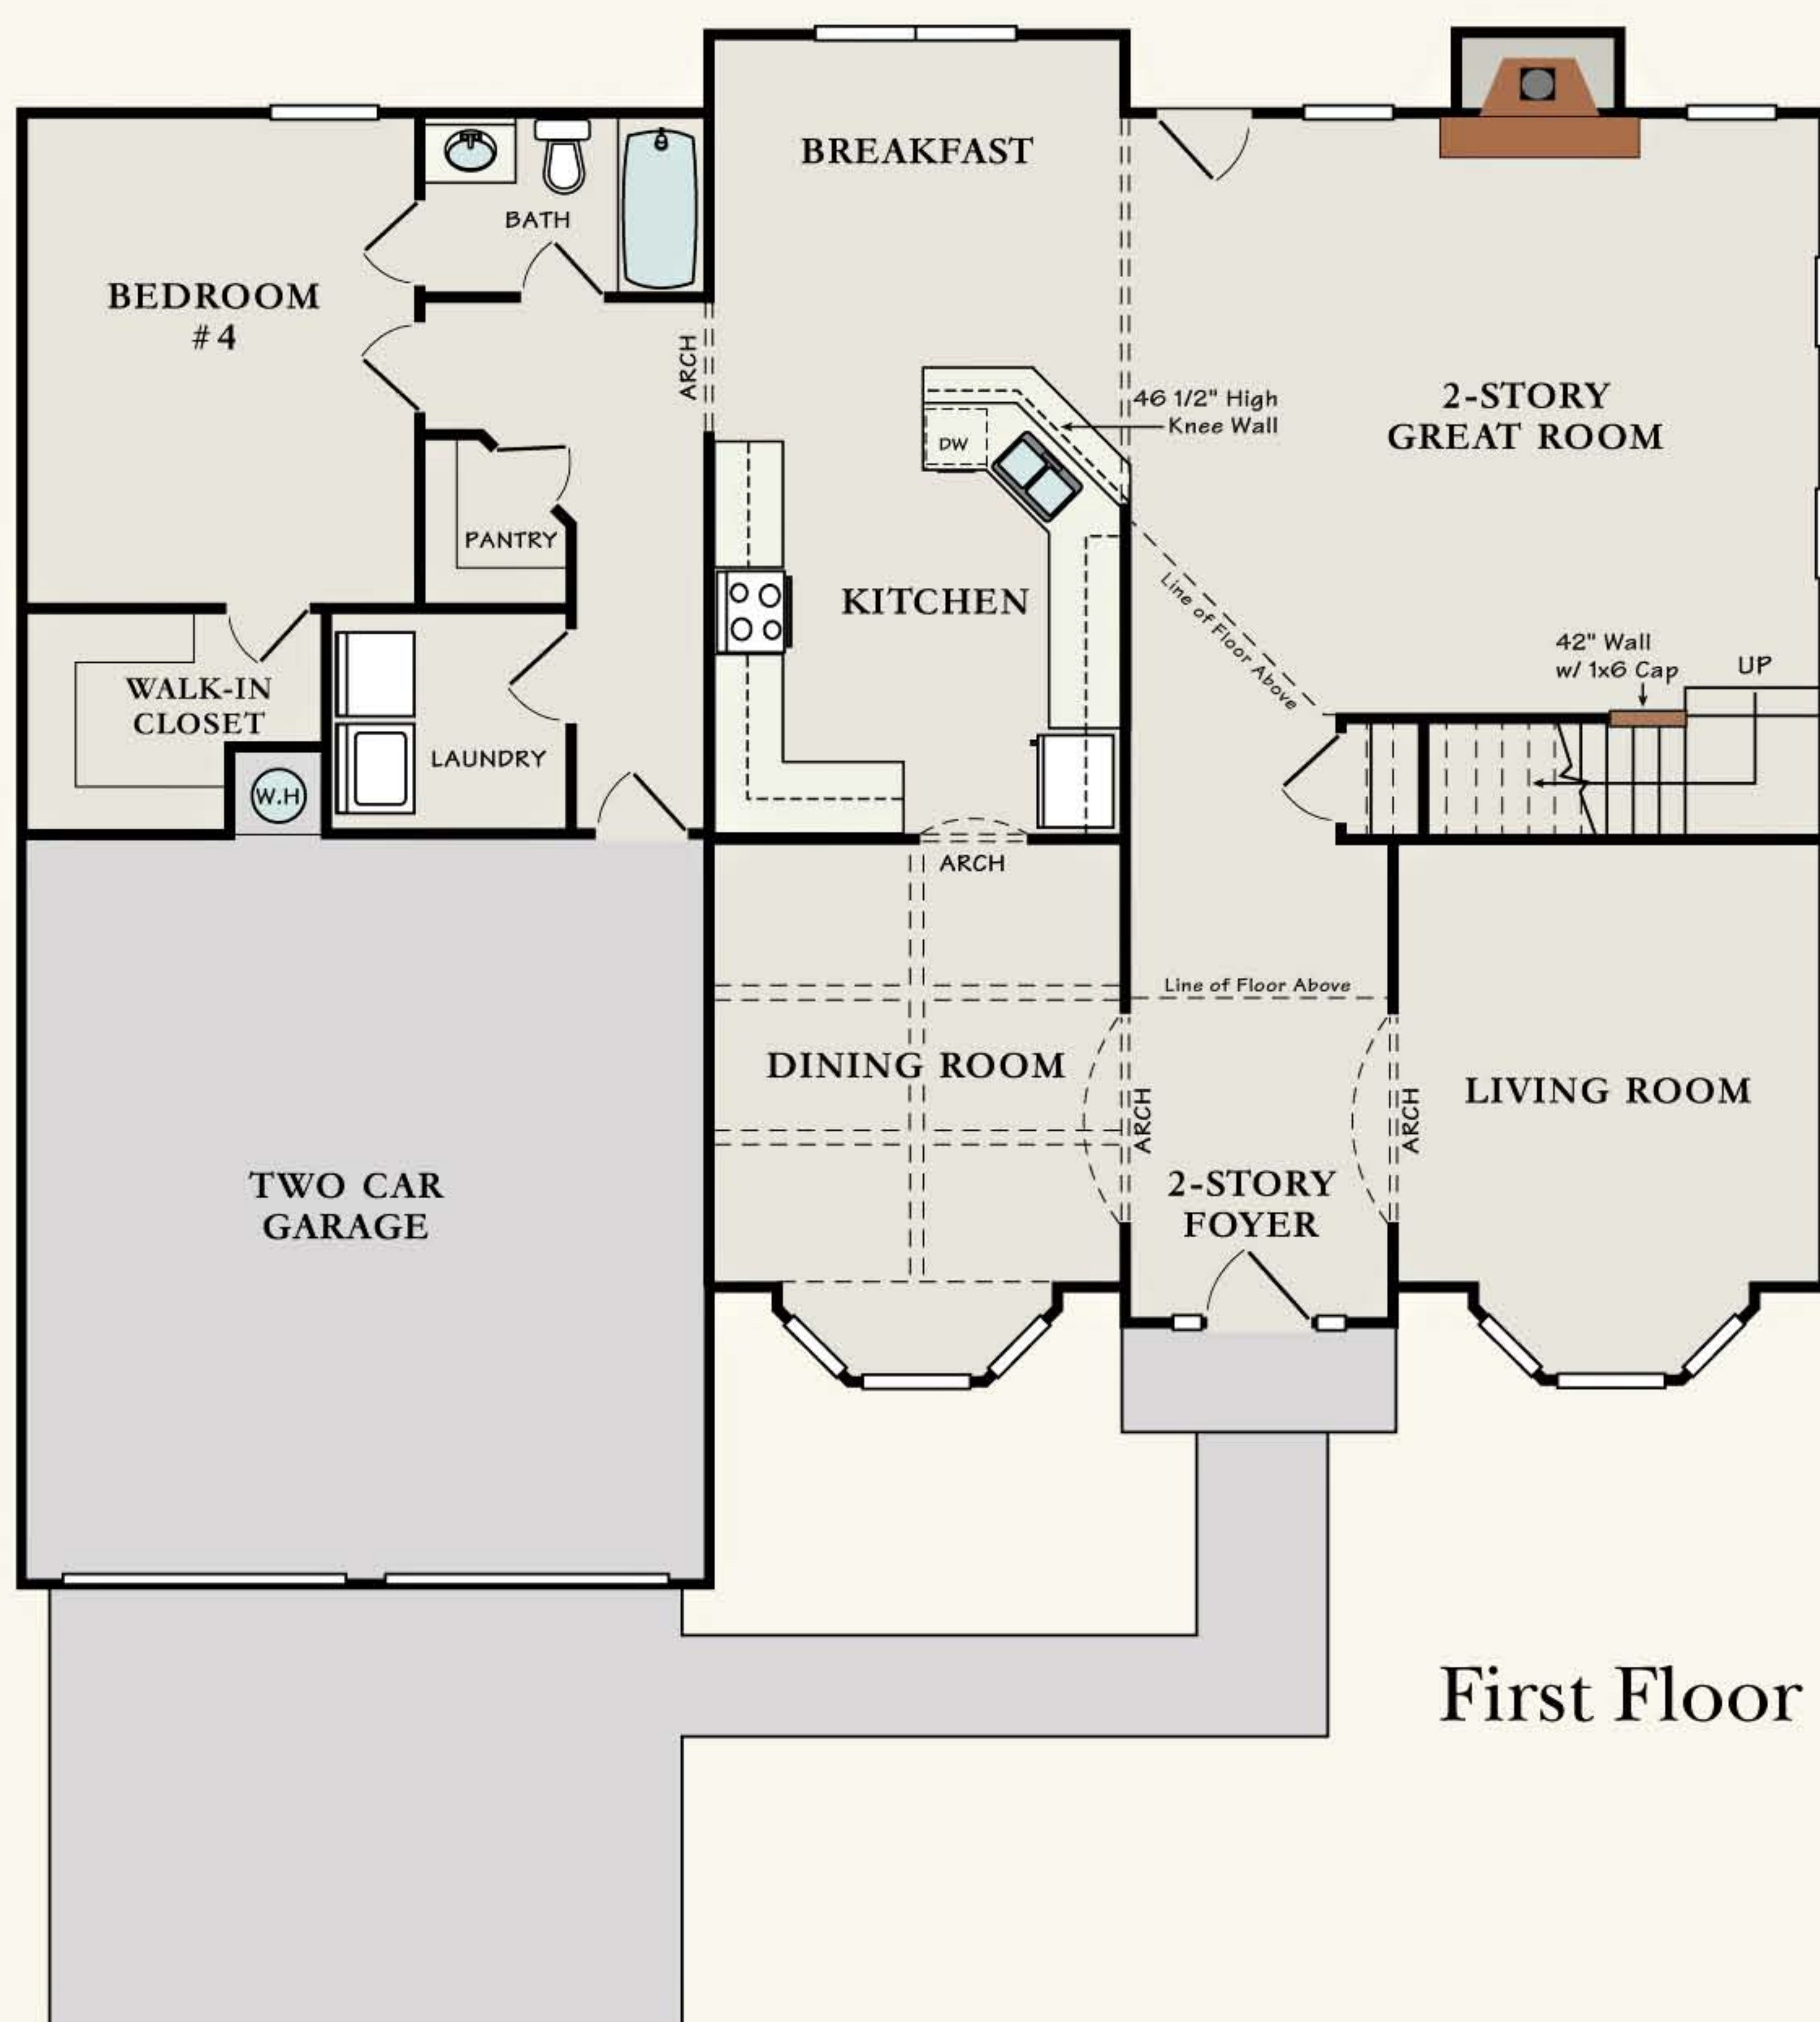 BREAKFAST
BATH
BEDROOM
#4
ARCH
46 1/2" High
Knee Wall
2-STORY
GREAT ROOM
DW
PANTRY
KITCHEN
Line of Floor Above
42" Wall
w/ 1x6 Cap
UP
WALK-IN
CLOSET
LAUNDRY
W.H
ARCH
Line of Floor Above
DINING ROOM
ARCH
ARCH
LIVING ROOM
2-STORY
FOYER
TWO CAR
GARAGE
First Floor